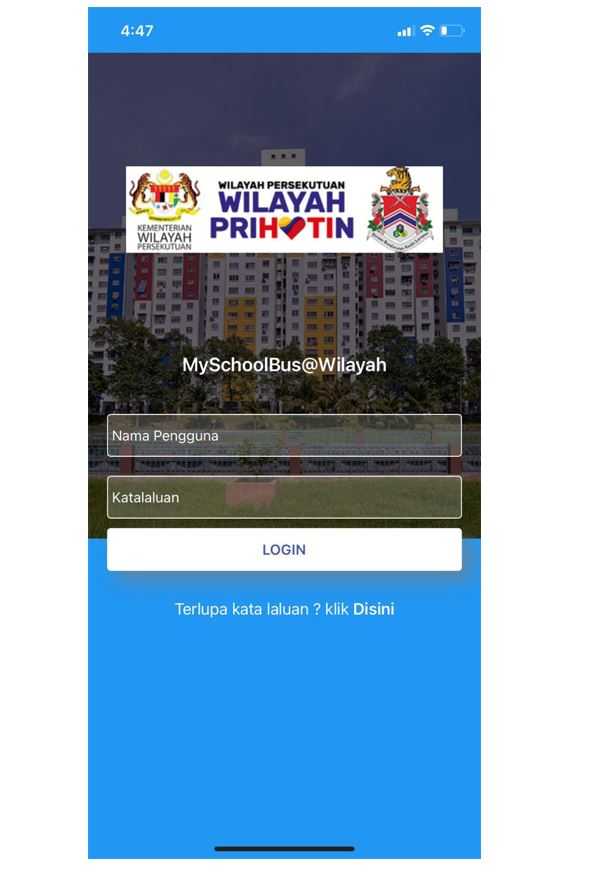 4:47
KEMENTERIAN
WILAYAH
PERSEKUTUAN
WILAYAH PERSEKUTUAN
WILAYAH
PRIHATIN
MySchoolBus@Wilayah
Nama Pengguna
Katalaluan
LOGIN
Terlupa kata laluan ? klik Disini